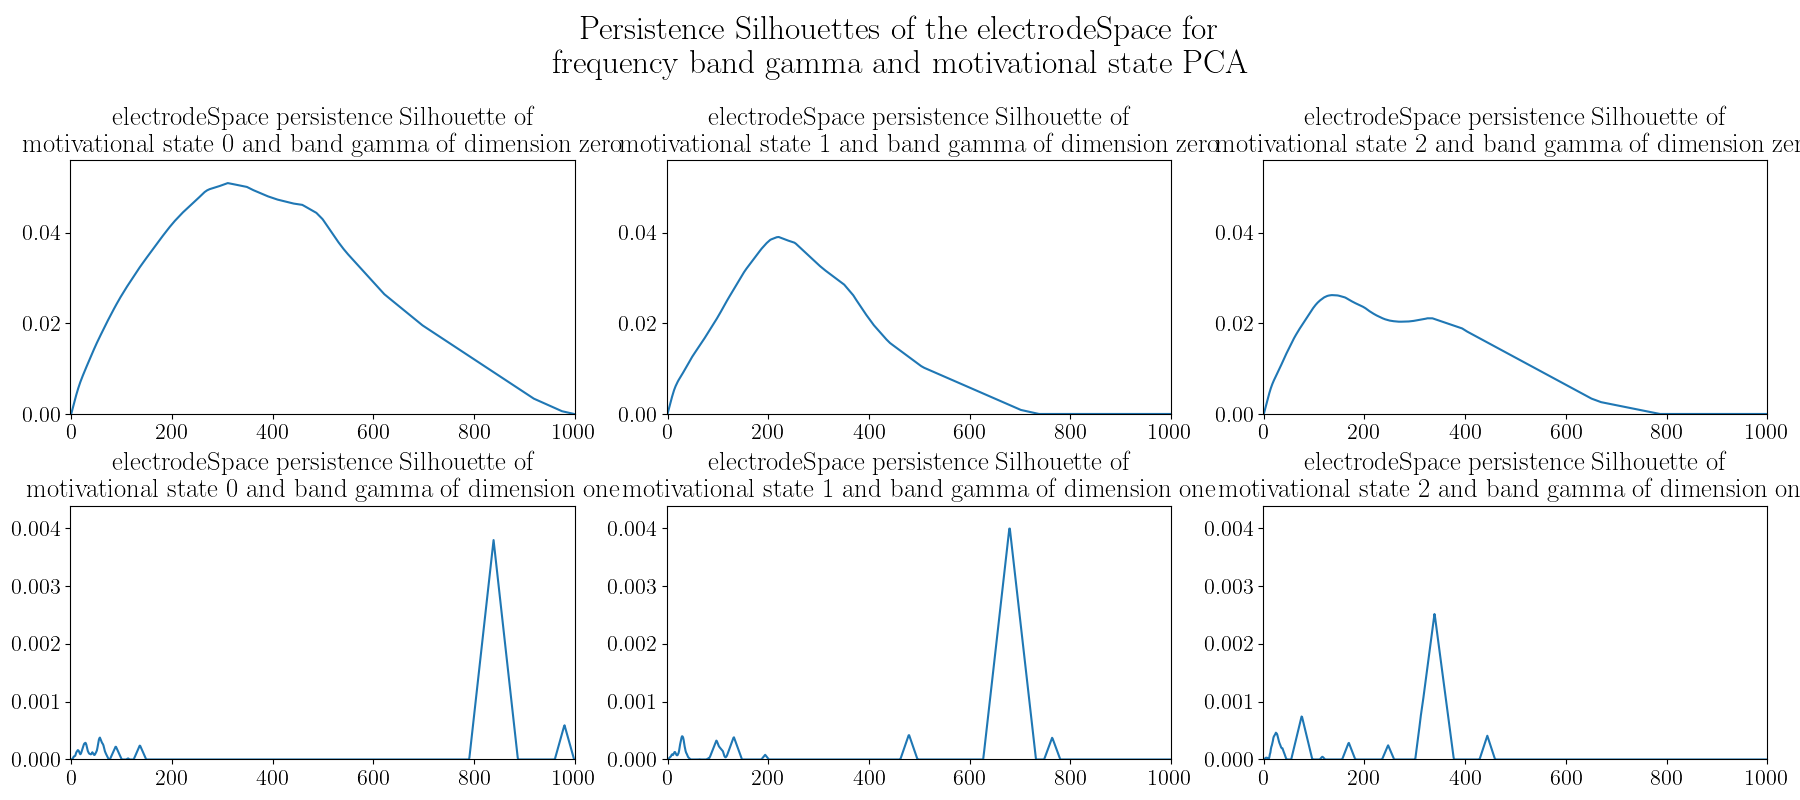 Persistence Silhouettes of the electrodeSpace for
frequency band gamma and motivational state PCA
electrodeSpace persistence Silhouette of
motivational state 0 and band gamma of dimension zero
electrodeSpace persistence Silhouette of
motivational state 1 and band gamma of dimension zero
electrodeSpace persistence Silhouette of
motivational state 2 and band gamma of dimension zer
0.04
0.02
0.00
0 200 400 600 800 1000
0.04
0.02
0.00
0 200 400 600 800 1000
0.04
0.02
0.00
0 200 400 600 800 1000
electrodeSpace persistence Silhouette of
motivational state 0 and band gamma of dimension one
electrodeSpace persistence Silhouette of
motivational state 1 and band gamma of dimension one
electrodeSpace persistence Silhouette of
motivational state 2 and band gamma of dimension on
0.004
0.003
0.002
0.001
0.000
0 200 400 600 800 1000
0.004
0.003
0.002
0.001
0.000
0 200 400 600 800 1000
0.004
0.003
0.002
0.001
0.000
0 200 400 600 800 1000